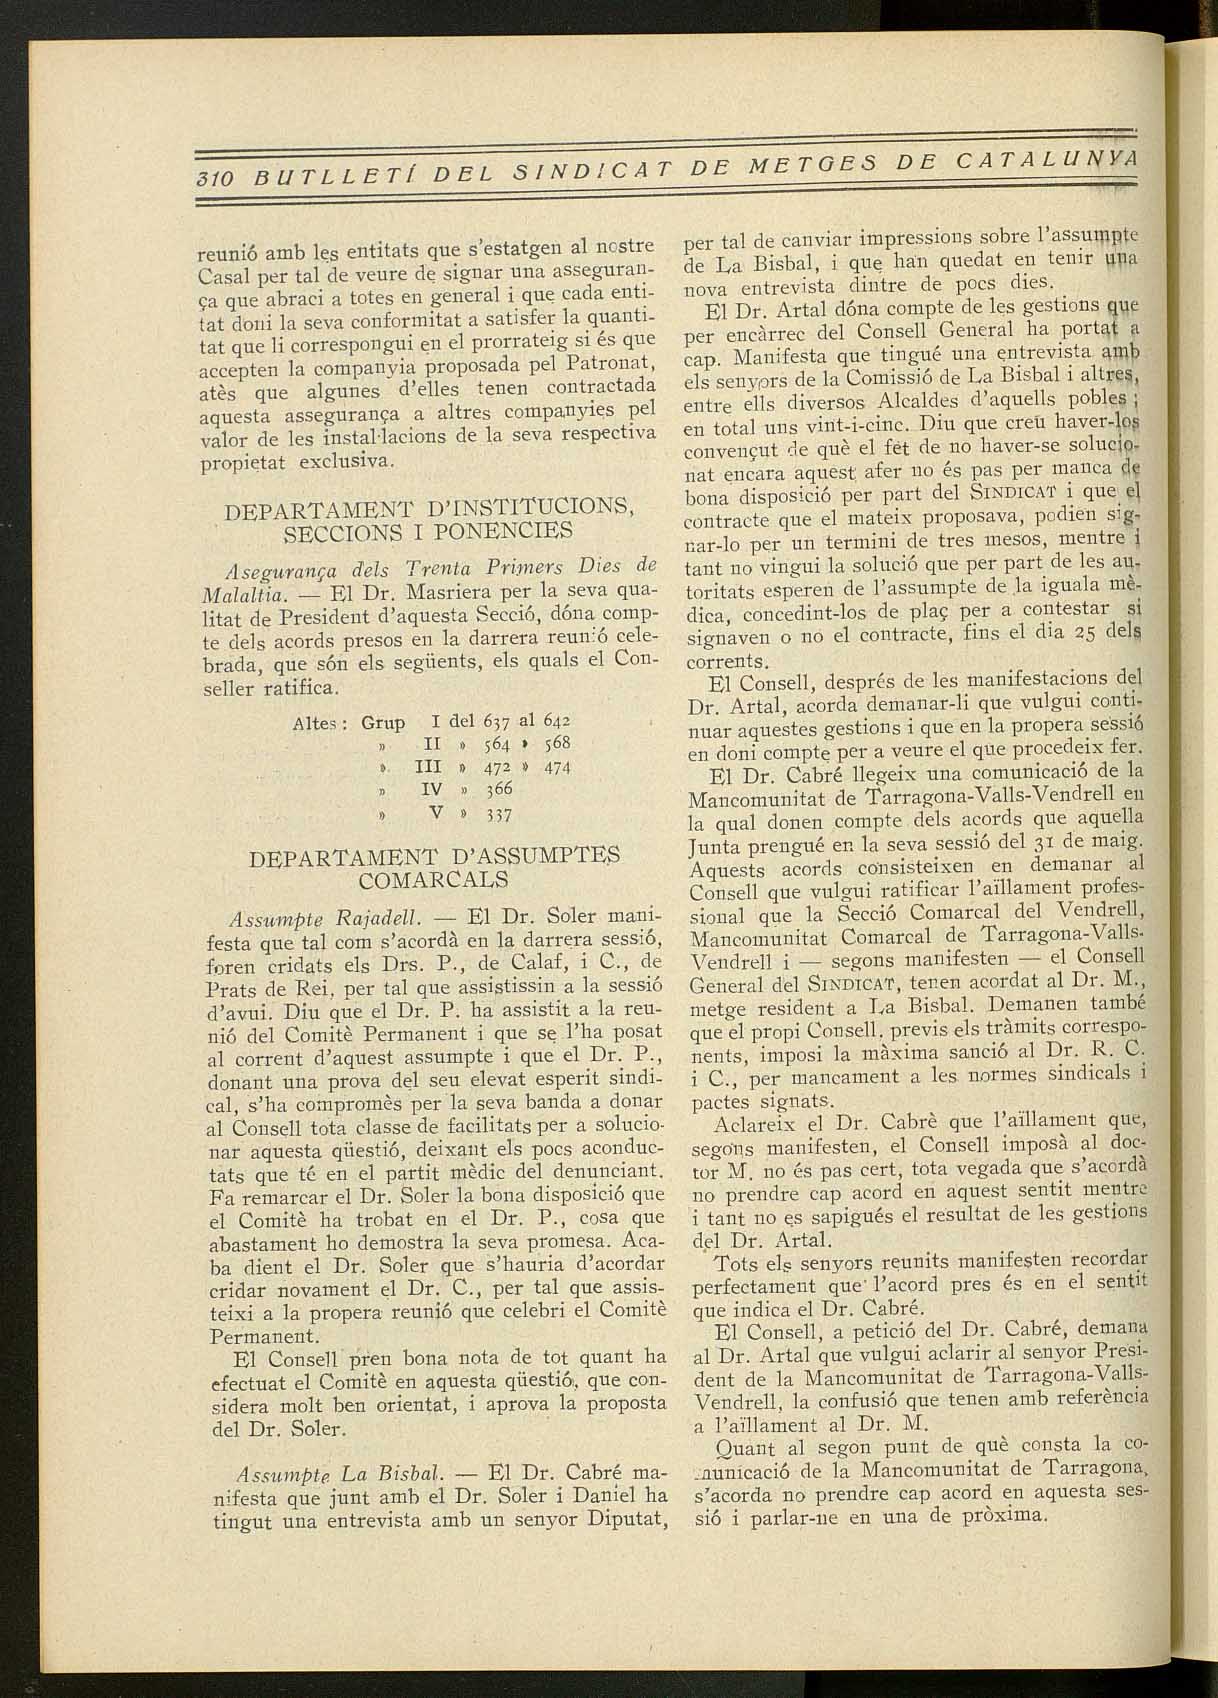 310 BUTLLETÍ DEL SINDICAT DE METGES DE CATALUNYA
reunió amb les entitats que s'estatgen al nostre
Casal per tal de veure de signar una asseguran-
ça que abraci a totes en general i que cada enti-
tat doni la seva conformitat a satisfer la quanti-
tat que li correspongui en el prorrateig si és que
accepten la companyia proposada pel Patronat,
atès que algunes d'elles tenen contractada
aquesta assegurança a altres companyies pel
valor de les instal·lacions de la seva respectiva
propietat exclusiva.
DEPARTAMENT D'INSTITUCIONS,
SECCIONS I PONENCIES
Asegurança dels Trenta Primers Dies de
Malaltia. — El Dr. Masriera per la seva qua-
litat de President d'aquesta Secció, dóna comp-
te dels acords presos en la darrera reunió cele-
brada, que són els següents, els quals el Con-
seller ratifica.
Altes : Grup I del 637 al 642
» II » 564 » 568
» III » 472 » 474
» IV » 366
» V » 337
DEPARTAMENT D'ASSUMPTES
COMARCALS
Assumpte Rajadell. — El Dr. Soler mani-
festa que tal com s'acordà en la darrera sessió,
foren cridats els Drs. P., de Calaf, i C., de
Prats de Rei, per tal que assistissin a la sessió
d'avui. Diu que el Dr. P. ha assistit a la reu-
nió del Comitè Permanent i que se l'ha posat
al corrent d'aquest assumpte i que el Dr. P.,
donant una prova del seu elevat esperit sindi-
cal, s'ha compromès per la seva banda a donar
al Consell tota classe de facilitats per a solucio-
nar aquesta qüestió, deixant els pocs aconduc-
tats que té en el partit mèdic del denunciant.
Fa remarcar el Dr. Soler la bona disposició que
el Comitè ha trobat en el Dr. P., cosa que
abastament ho demostra la seva promesa. Aca-
ba dient el Dr. Soler que s'hauria d'acordar
cridar novament el Dr. C., per tal que assis-
teixi a la propera reunió que celebri el Comitè
Permanent.
El Consell pren bona nota de tot quant ha
efectuat el Comitè en aquesta qüestió, que con-
sidera molt ben orientat, i aprova la proposta
del Dr. Soler.
Assumpte La Bisbal. — El Dr. Cabré ma-
nifesta que junt amb el Dr. Soler i Daniel ha
tingut una entrevista amb un senyor Diputat,
per tal de canviar impressions sobre l'assumpte
de La Bisbal, i que han quedat en tenir una
nova entrevista dintre de pocs dies.
El Dr. Artal dóna compte de les gestions que
per encàrrec del Consell General ha portat a
cap. Manifesta que tingué una entrevista amb
els senyors de la Comissió de La Bisbal i altres,
entre ells diversos Alcaldes d'aquells pobles ;
en total uns vint-i-cinc. Diu que creu haver-los
convençut de què el fet de no haver-se solucio-
nat encara aquest afer no és pas per manca de
bona disposició per part del SINDICAT i que el
contracte que el mateix proposava, podien sig-
nar-lo per un termini de tres mesos, mentre i
tant no vingui la solució que per part de les au-
toritats esperen de l'assumpte de la iguala mè-
dica, concedint-los de plaç per a contestar si
signaven o no el contracte, fins el dia 25 dels
corrents.
El Consell, després de les manifestacions del
Dr. Artal, acorda demanar-li que vulgui conti-
nuar aquestes gestions i que en la propera sessió
en doni compte per a veure el que procedeix fer.
El Dr. Cabré llegeix una comunicació de la
Mancomunitat de Tarragona-Valls-Vendrell en
la qual donen compte dels acords que aquella
Junta prengué en la seva sessió del 31 de maig.
Aquests acords consisteixen en demanar al
Consell que vulgui ratificar l'aïllament profes-
sional que la Secció Comarcal del Vendrell,
Mancomunitat Comarcal de Tarragona-Valls-
Vendrell i — segons manifesten — el Consell
General del SINDICAT, tenen acordat al Dr. M.,
metge resident a La Bisbal. Demanen també
que el propi Consell, previs els tràmits correspo-
nents, imposi la màxima sanció al Dr. R. C.
i C., per mancament a les normes sindicals i
pactes signats.
Aclareix el Dr. Cabrè que l'aïllament que,
segons manifesten, el Consell imposà al doc-
tor M. no és pas cert, tota vegada que s'acordà
no prendre cap acord en aquest sentit mentre
i tant no es sapigués el resultat de les gestions
del Dr. Artal.
Tots els senyors reunits manifesten recordar
perfectament que l'acord pres és en el sentit
que indica el Dr. Cabré.
El Consell, a petició del Dr. Cabré, demana
al Dr. Artal que vulgui aclarir al senyor Presi-
dent de la Mancomunitat de Tarragona-Valls-
Vendrell, la confusió que tenen amb referència
a l'aïllament al Dr. M.
Quant al segon punt de què consta la co-
municació de la Mancomunitat de Tarragona,
s'acorda no prendre cap acord en aquesta ses-
sió i parlar-ne en una de pròxima.